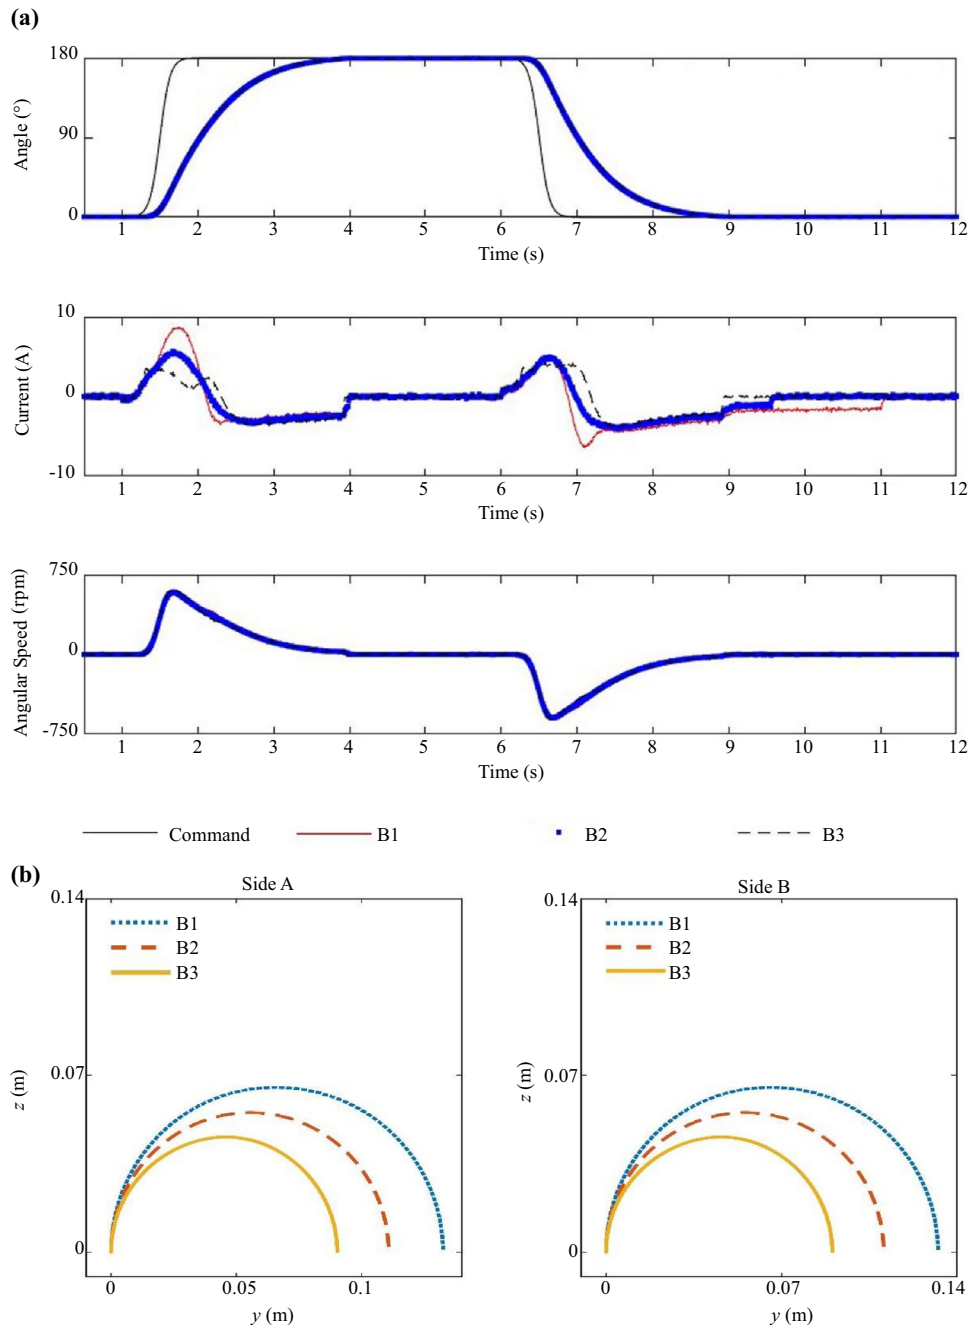 (a)
180
90
0
Angle (°)
1 2 3 4 5 6 7 8 9 10 11 12
Time (s)
10
0
-10
Current (A)
1 2 3 4 5 6 7 8 9 10 11 12
Time (s)
750
0
-750
Angular Speed (rpm)
1 2 3 4 5 6 7 8 9 10 11 12
Time (s)
Command B1 B2 B3
(b)
Side A
0.14
0.07
0
z (m)
B1
B2
B3
0 0.05 0.1
y (m)
Side B
0.14
0.07
0
z (m)
B1
B2
B3
0 0.07 0.14
y (m)